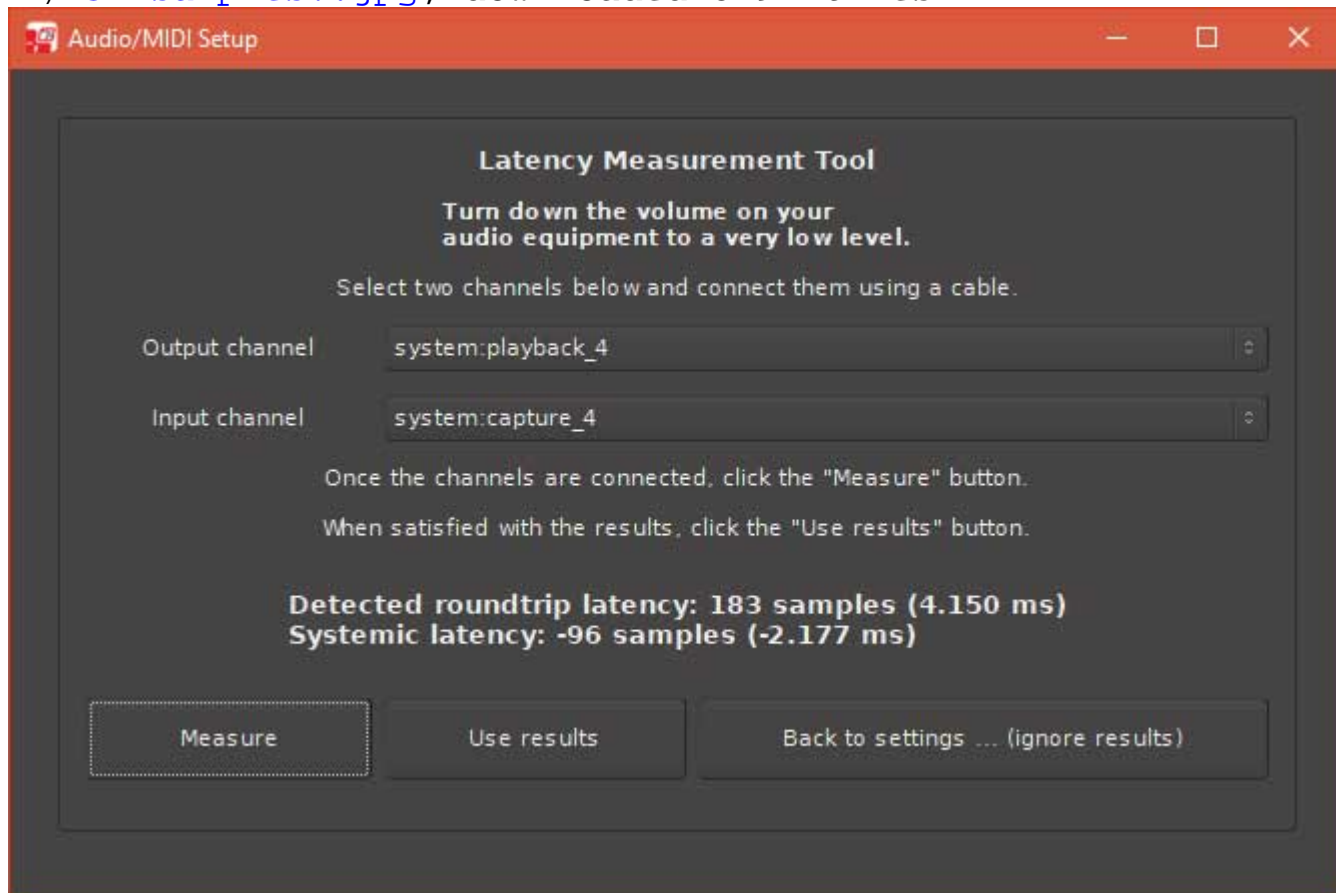 Audio/MIDI Setup
Latency Measurement Tool
Turn down the volume on your
audio equipment to a very low level.
Select two channels below and connect them using a cable.
Output channel system:playback_4
Input channel system:capture_4
Once the channels are connected, click the "Measure" button.
When satisfied with the results, click the "Use results" button.
Detected roundtrip latency: 183 samples (4.150 ms)
Systemic latency: -96 samples (-2.177 ms)
Measure Use results Back to settings ... (ignore results)